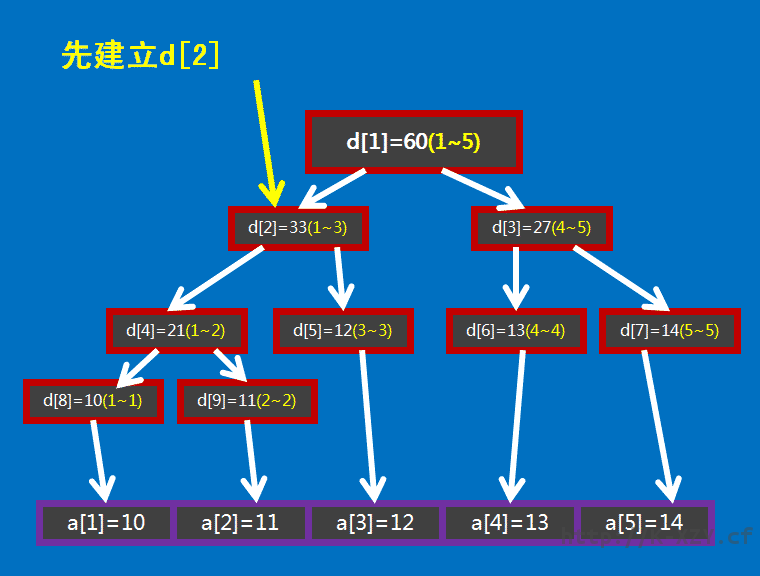 先建立d[2]
d[1]=60(1~5)
d[2]=33(1~3)
d[3]=27(4~5)
d[4]=21(1~2)
d[5]=12(3~3)
d[6]=13(4~4)
d[7]=14(5~5)
d[8]=10(1~1)
d[9]=11(2~2)
a[1]=10
a[2]=11
a[3]=12
a[4]=13
a[5]=14